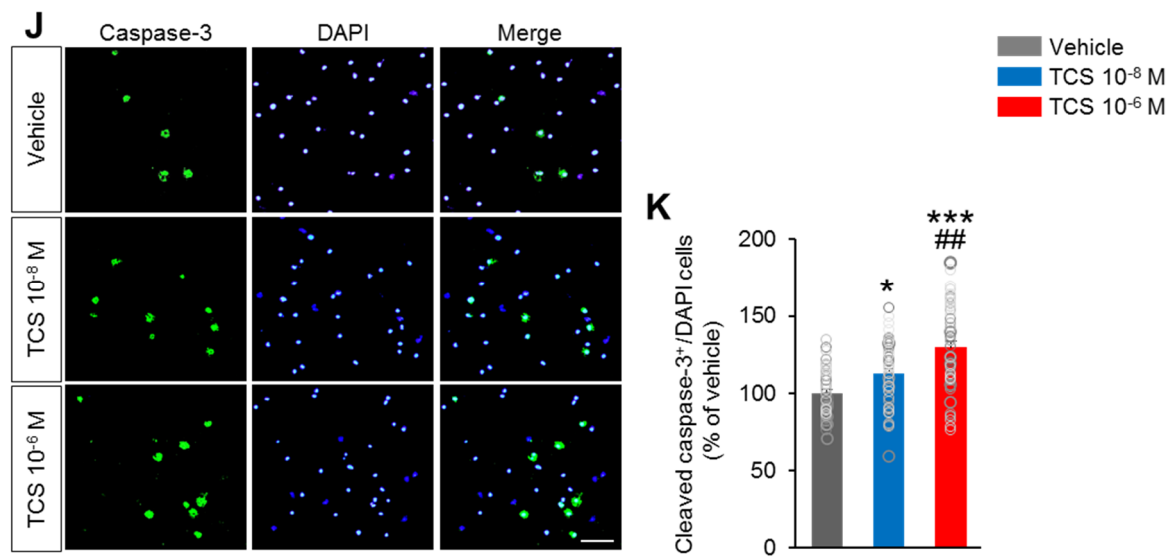 J
Caspase-3 DAPI Merge
Vehicle
TCS 10⁻⁸ M
TCS 10⁻⁶ M
Vehicle
TCS 10⁻⁸ M
TCS 10⁻⁶ M
K
Cleaved caspase-3⁺/DAPI cells
(% of vehicle)
200
150
100
50
0
*
***
##